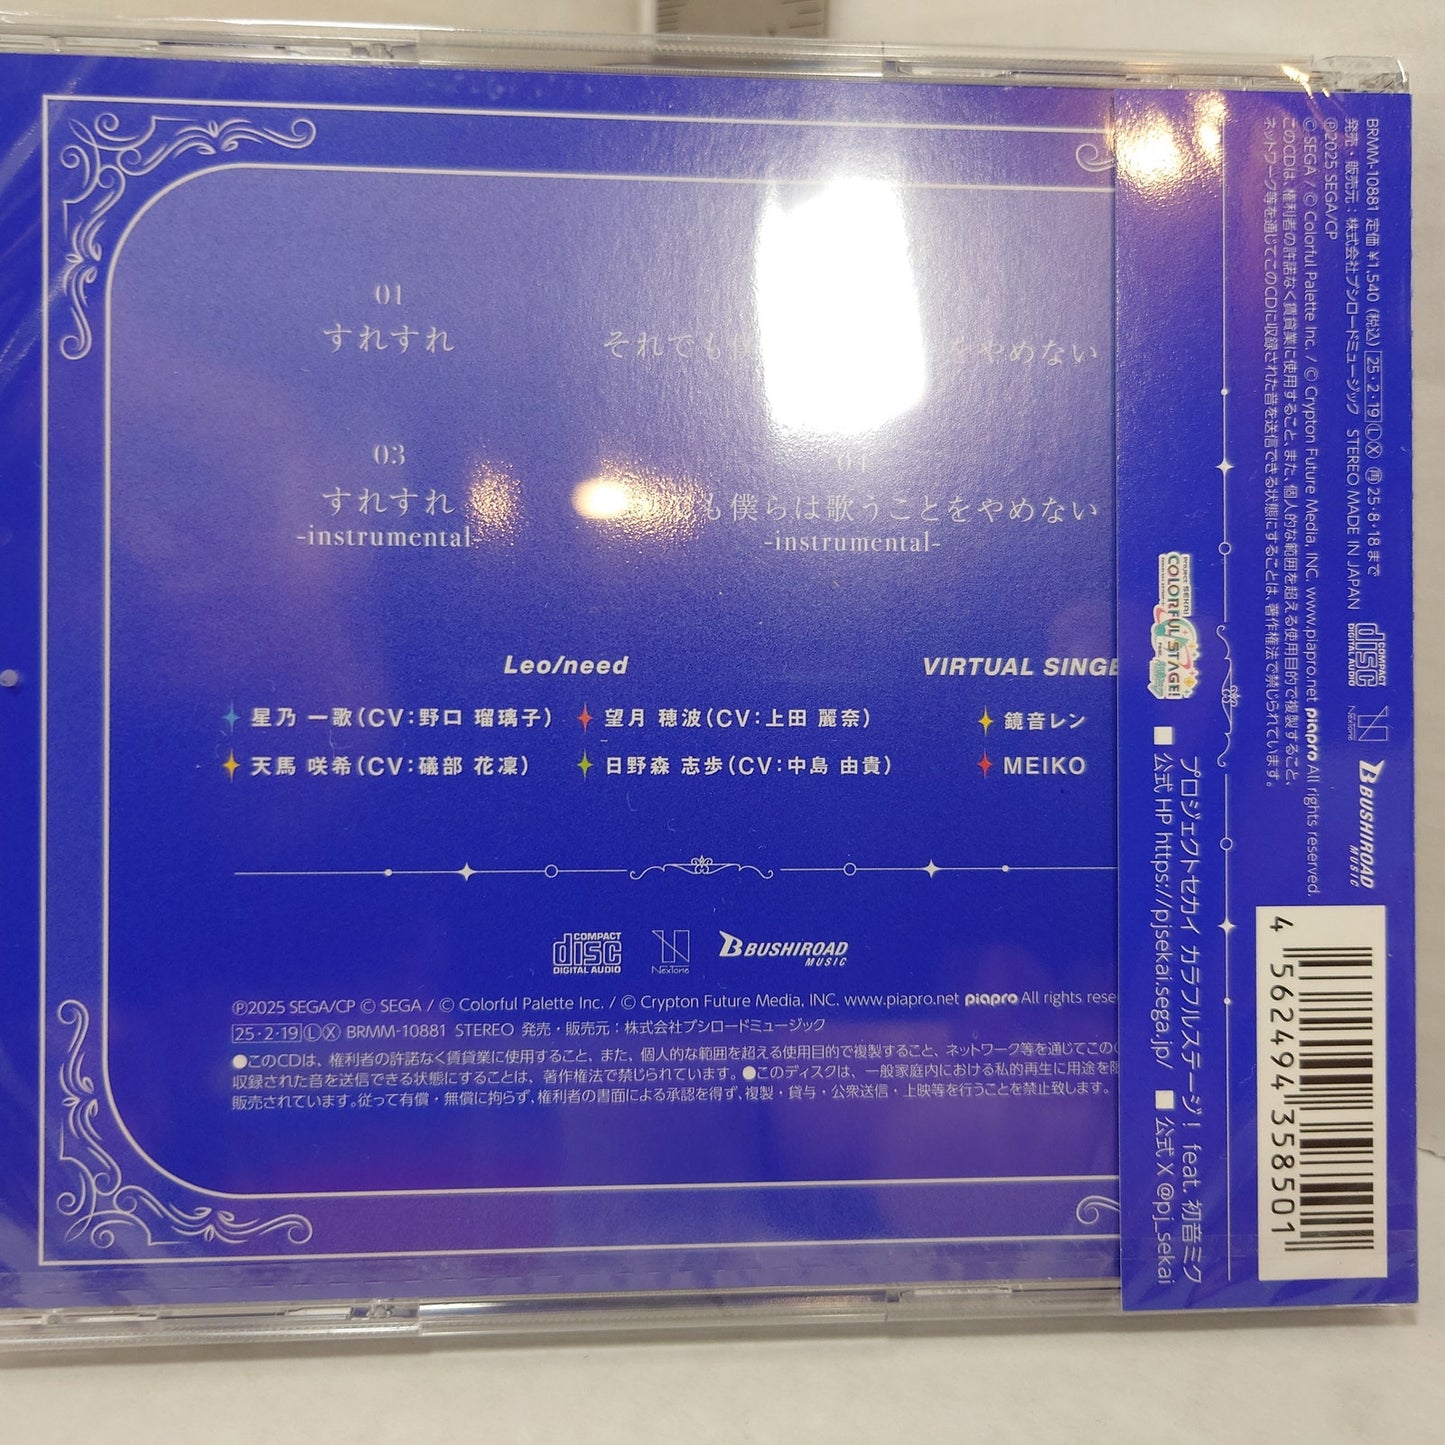 01
すれすれ
それでも
をやめない
03
すれすれ
-instrumental-
04
も僕らは歌うことをやめない
-instrumental-
Leo/need
VIRTUAL SINGE
星乃 一歌(CV:野口 瑠璃子)
望月 穂波(CV:上田 麗奈)
鏡音レン
天馬 咲希(CV:礒部 花凜)
日野森 志歩(CV:中島 由貴)
MEIKO
COMPACT
disc
DIGITAL AUDIO
NexTone
BUSHIROAD
MUSIC
Ⓟ2025 SEGA/CP © SEGA / © Colorful Palette Inc. / © Crypton Future Media, INC. www.piapro.net piapro All rights rese
25・2・19 Ⓛ Ⓧ BRMM-10881 STEREO 発売・販売元:株式会社ブシロードミュージック
●このCDは、権利者の許諾なく賃貸業に使用すること、また、個人的な範囲を超える使用目的で複製すること、ネットワーク等を通じてこの
収録された音を送信できる状態にすることは、著作権法で禁じられています。●このディスクは、一般家庭内における私的再生に用途を限
販売されています。従って有償・無償に拘らず、権利者の書面による承認を得ず、複製・貸与・公衆送信・上映等を行うことを禁止致します。
BRMM-10881 定価 ¥1,540 (税込) 25・2・19 Ⓛ Ⓧ 再 25・8・18 まで
発売・販売元:株式会社ブシロードミュージック STEREO MADE IN JAPAN
Ⓟ2025 SEGA/CP
© SEGA / © Colorful Palette Inc. / © Crypton Future Media, INC. www.piapro.net piapro All rights reserved.
このCDは、権利者の許諾なく賃貸業に使用すること、また、個人的な範囲を超える使用目的で複製すること、
ネットワーク等を通じてこのCDに収録された音を送信できる状態にすることは、著作権法で禁じられています。
COMPACT
disc
DIGITAL AUDIO
NexTone
BUSHIROAD
MUSIC
PROJECT SEKAI
COLORFUL STAGE!
プロジェクトセカイ カラフルステージ! feat. 初音ミク
■ 公式 HP https://pjsekai.sega.jp/ ■ 公式 X @pj_sekai
4 562494 358501